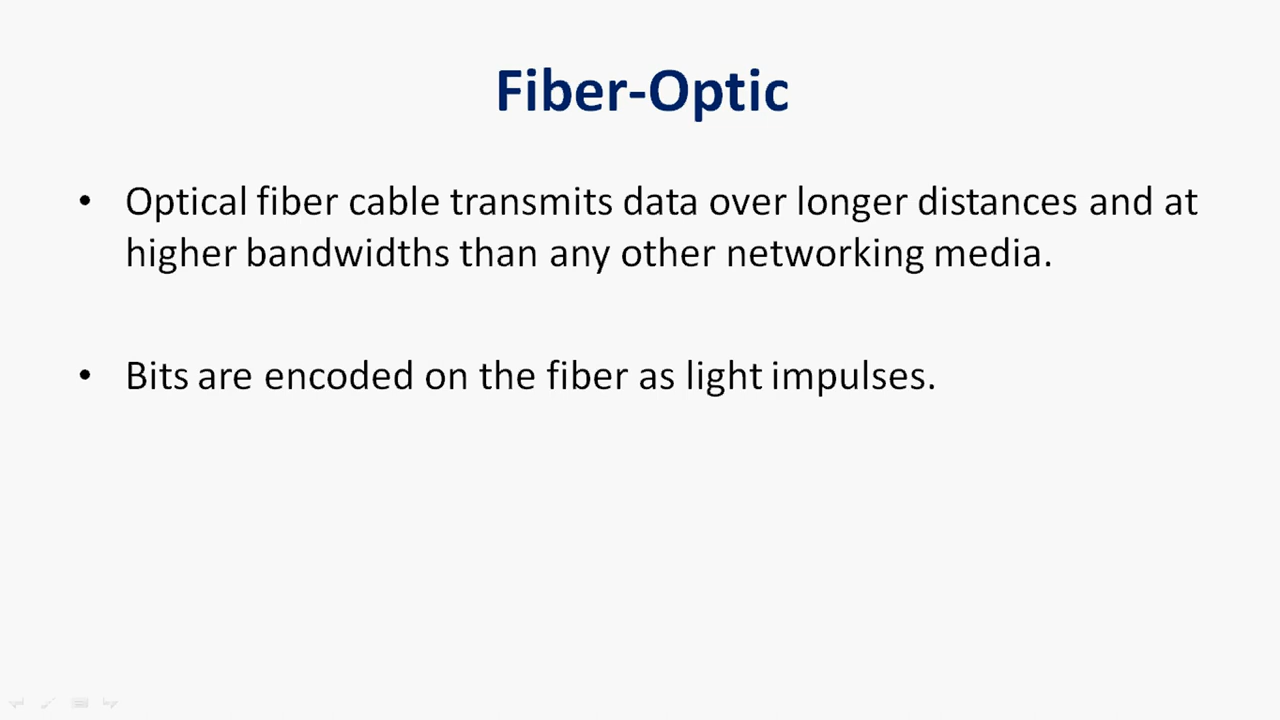 Fiber-Optic
• Optical fiber cable transmits data over longer distances and at
higher bandwidths than any other networking media.
• Bits are encoded on the fiber as light impulses.